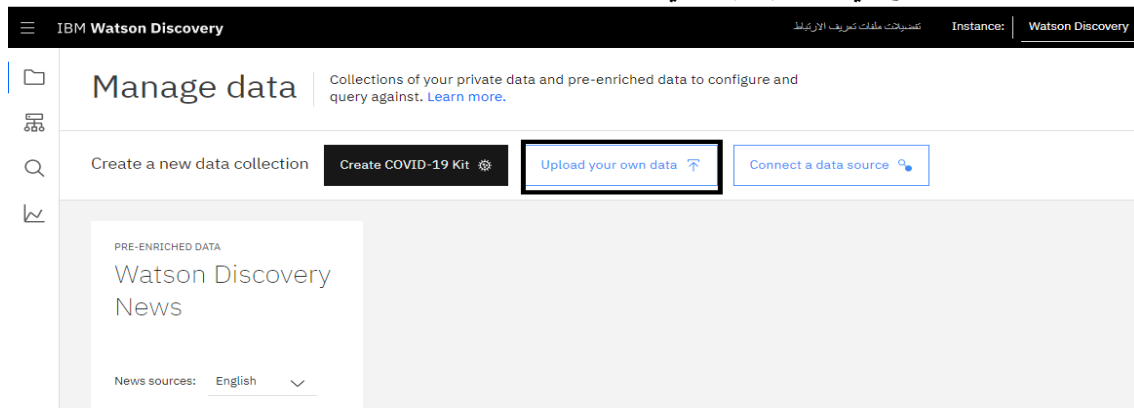 IBM Watson Discovery
تفضيلات ملفات تعريف الارتباط
Instance:
Watson Discovery
Manage data
Collections of your private data and pre-enriched data to configure and
query against. Learn more.
Create a new data collection
Create COVID-19 Kit
Upload your own data
Connect a data source
PRE-ENRICHED DATA
Watson Discovery
News
News sources:
English